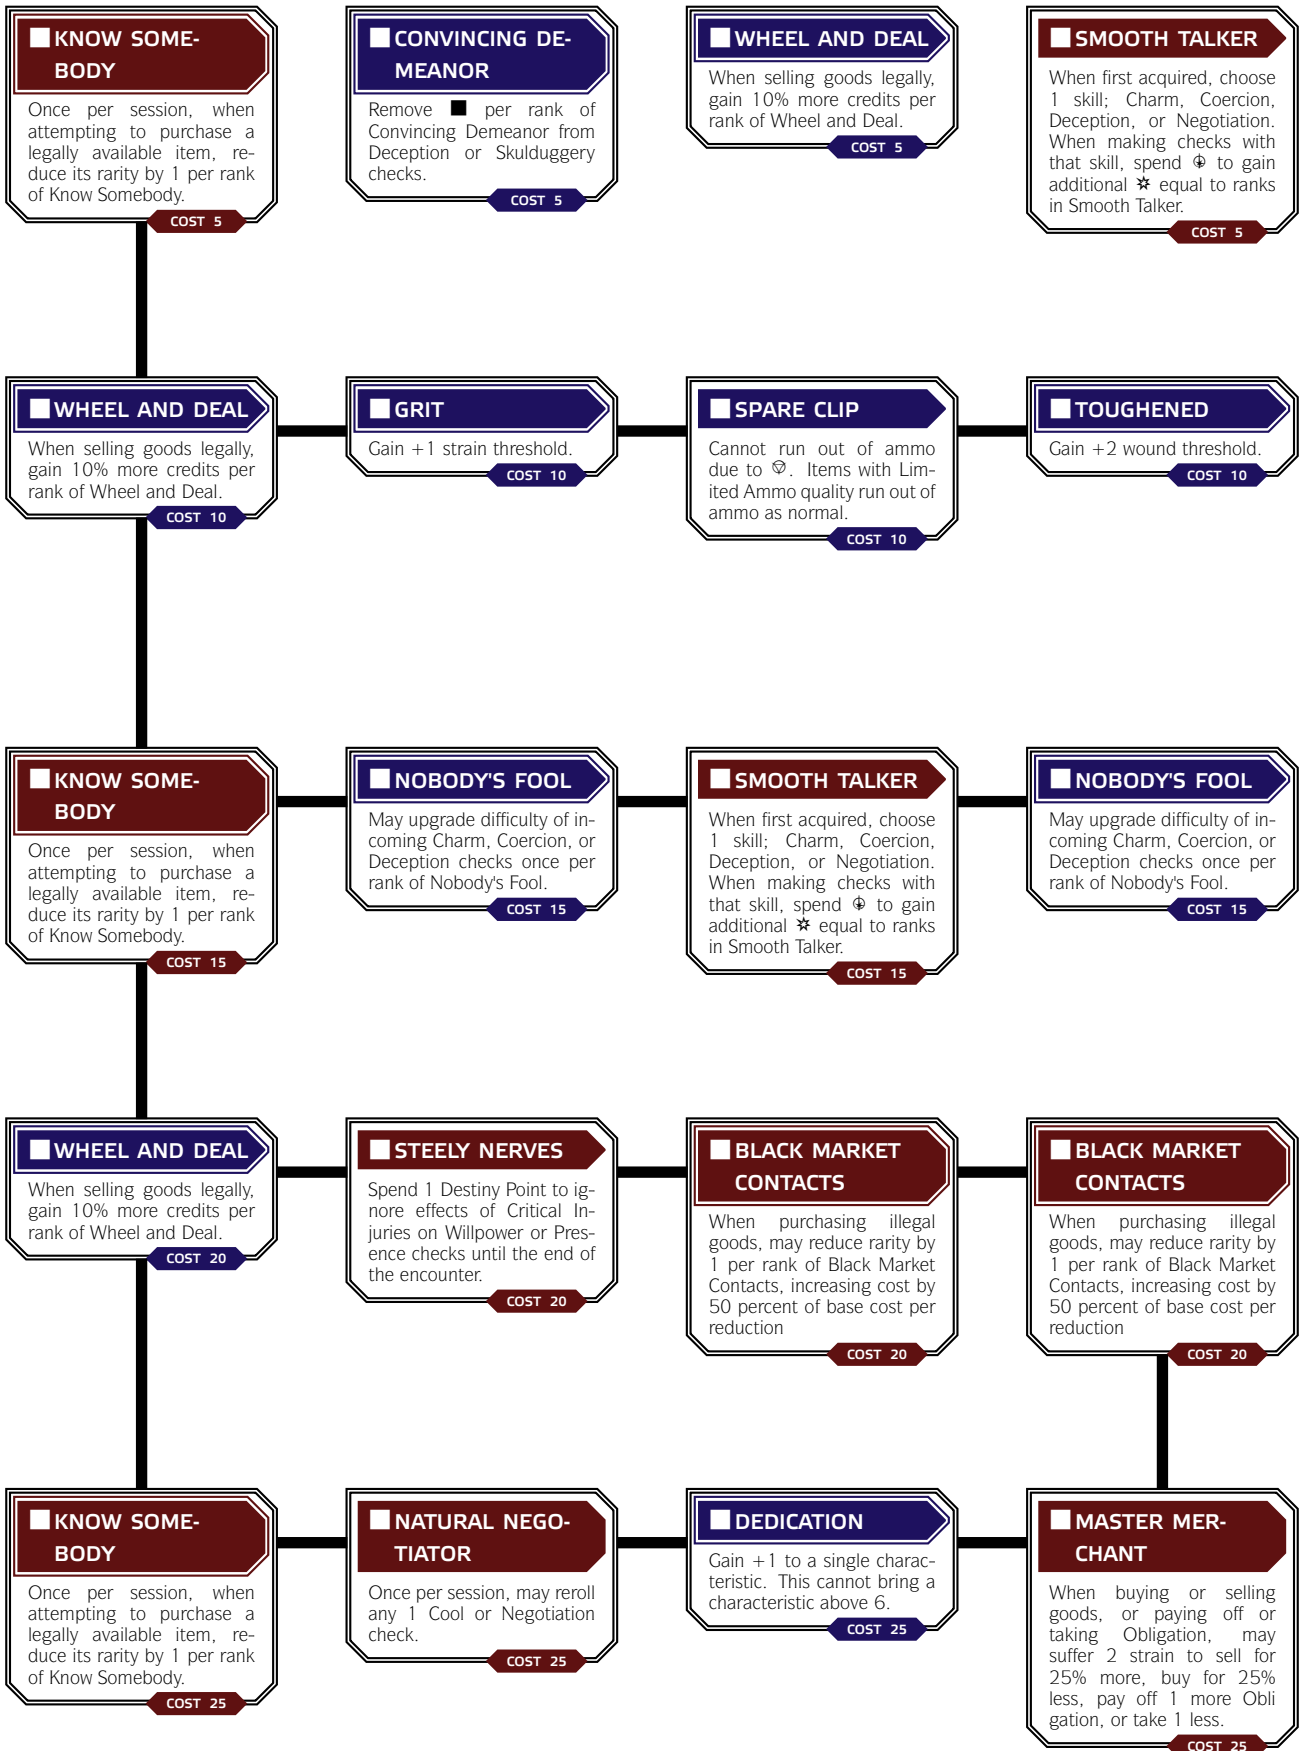 KNOW SOME-
BODY
Once per session, when
attempting to purchase a
legally available item, re-
duce its rarity by 1 per rank
of Know Somebody.
COST 5
CONVINCING DE-
MEANOR
Remove ■ per rank of
Convincing Demeanor from
Deception or Skulduggery
checks.
COST 5
WHEEL AND DEAL
When selling goods legally,
gain 10% more credits per
rank of Wheel and Deal.
COST 5
SMOOTH TALKER
When first acquired, choose
1 skill; Charm, Coercion,
Deception, or Negotiation.
When making checks with
that skill, spend to gain
additional equal to ranks
in Smooth Talker.
COST 5
WHEEL AND DEAL
When selling goods legally,
gain 10% more credits per
rank of Wheel and Deal.
COST 10
GRIT
Gain +1 strain threshold.
COST 10
SPARE CLIP
Cannot run out of ammo
due to . Items with Lim-
ited Ammo quality run out of
ammo as normal.
COST 10
TOUGHENED
Gain +2 wound threshold.
COST 10
KNOW SOME-
BODY
Once per session, when
attempting to purchase a
legally available item, re-
duce its rarity by 1 per rank
of Know Somebody.
COST 15
NOBODY'S FOOL
May upgrade difficulty of in-
coming Charm, Coercion, or
Deception checks once per
rank of Nobody's Fool.
COST 15
SMOOTH TALKER
When first acquired, choose
1 skill; Charm, Coercion,
Deception, or Negotiation.
When making checks with
that skill, spend to gain
additional equal to ranks
in Smooth Talker.
COST 15
NOBODY'S FOOL
May upgrade difficulty of in-
coming Charm, Coercion, or
Deception checks once per
rank of Nobody's Fool.
COST 15
WHEEL AND DEAL
When selling goods legally,
gain 10% more credits per
rank of Wheel and Deal.
COST 20
STEELY NERVES
Spend 1 Destiny Point to ig-
nore effects of Critical In-
juries on Willpower or Pres-
ence checks until the end of
the encounter.
COST 20
BLACK MARKET
CONTACTS
When purchasing illegal
goods, may reduce rarity by
1 per rank of Black Market
Contacts, increasing cost by
50 percent of base cost per
reduction
COST 20
BLACK MARKET
CONTACTS
When purchasing illegal
goods, may reduce rarity by
1 per rank of Black Market
Contacts, increasing cost by
50 percent of base cost per
reduction
COST 20
KNOW SOME-
BODY
Once per session, when
attempting to purchase a
legally available item, re-
duce its rarity by 1 per rank
of Know Somebody.
COST 25
NATURAL NEGO-
TIATOR
Once per session, may reroll
any 1 Cool or Negotiation
check.
COST 25
DEDICATION
Gain +1 to a single charac-
teristic. This cannot bring a
characteristic above 6.
COST 25
MASTER MER-
CHANT
When buying or selling
goods, or paying off or
taking Obligation, may
suffer 2 strain to sell for
25% more, buy for 25%
less, pay off 1 more Obli
gation, or take 1 less.
COST 25